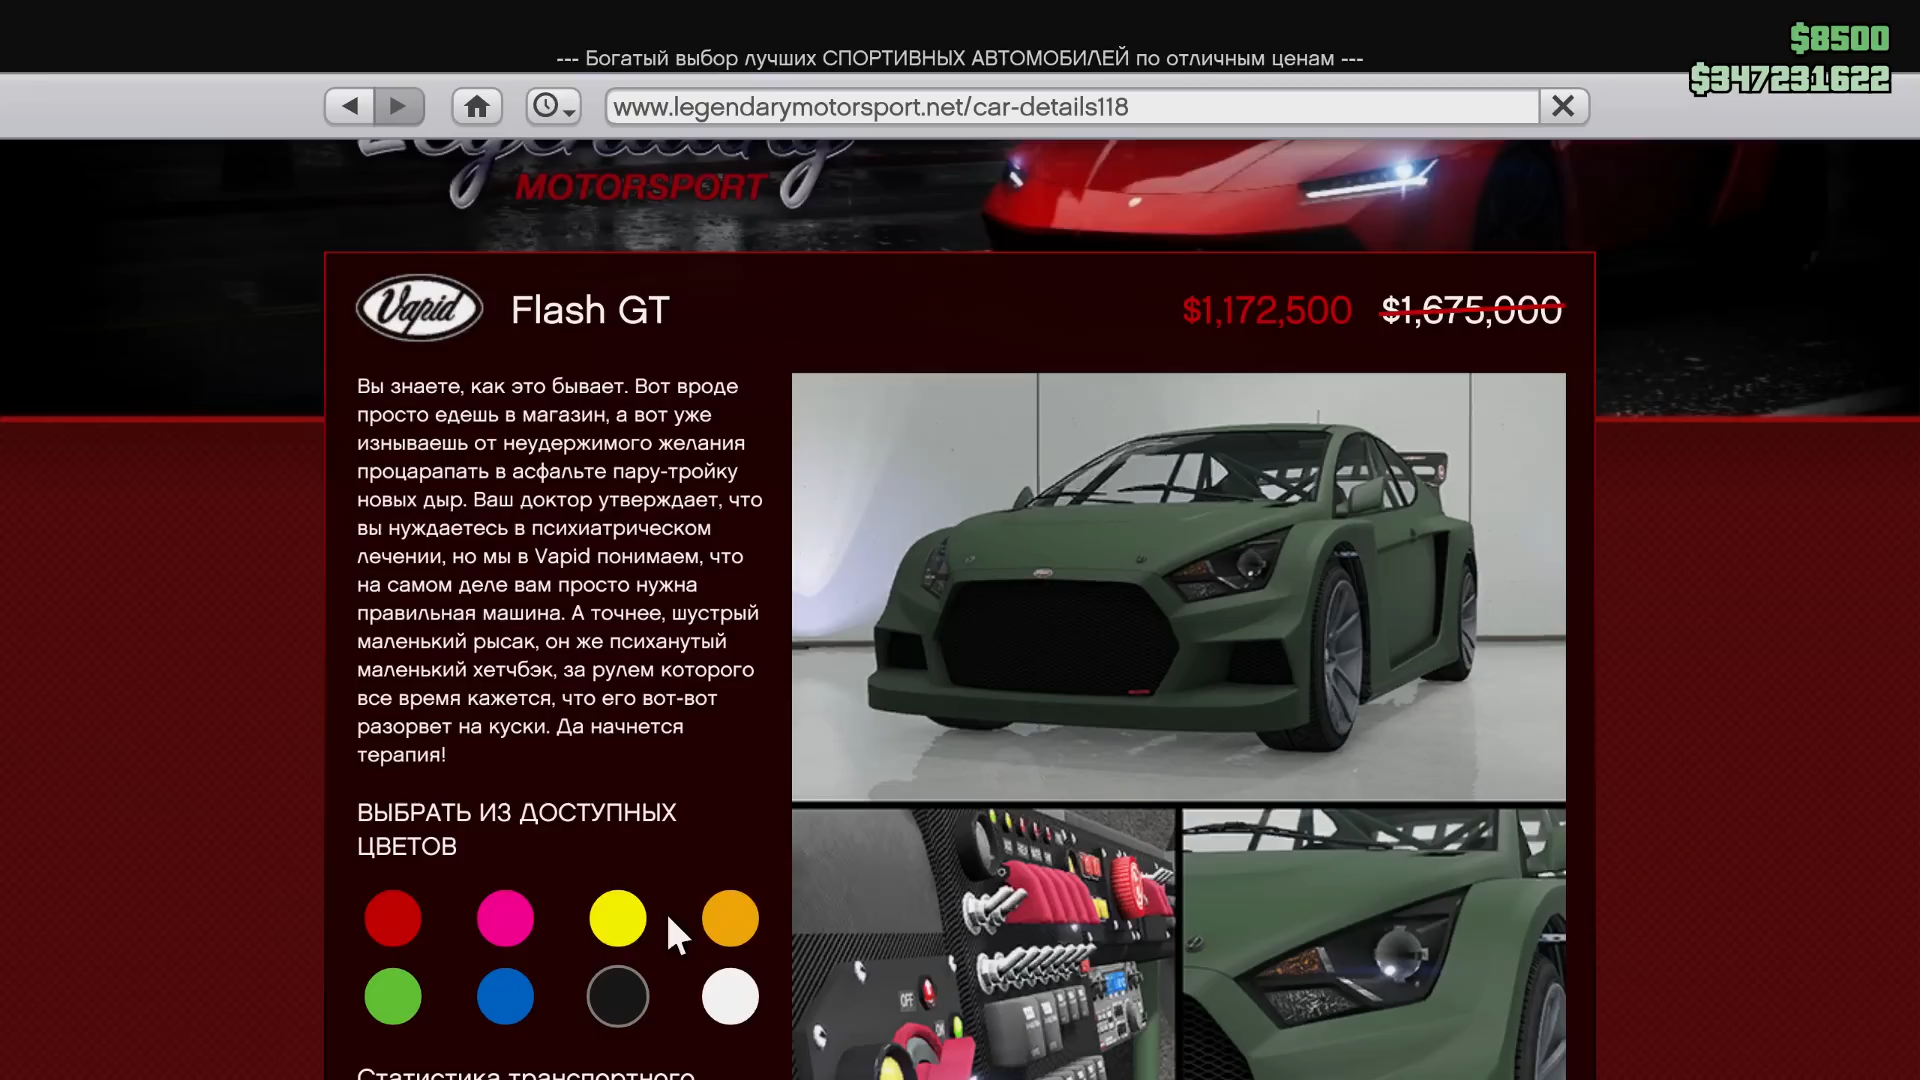 --- Богатый выбор лучших СПОРТИВНЫХ АВТОМОБИЛЕЙ по отличным ценам ---
$8500
$347231622
www.legendarymotorsport.net/car-details118
Legendary
MOTORSPORT
Vapid
Flash GT
$1,172,500 $1,675,000
Вы знаете, как это бывает. Вот вроде
просто едешь в магазин, а вот уже
изнываешь от неудержимого желания
процарапать в асфальте пару-тройку
новых дыр. Ваш доктор утверждает, что
вы нуждаетесь в психиатрическом
лечении, но мы в Vapid понимаем, что
на самом деле вам просто нужна
правильная машина. А точнее, шустрый
маленький рысак, он же психанутый
маленький хетчбэк, за рулем которого
все время кажется, что его вот-вот
разорвет на куски. Да начнется
терапия!
ВЫБРАТЬ ИЗ ДОСТУПНЫХ
ЦВЕТОВ
OFF
Статистика транспортного